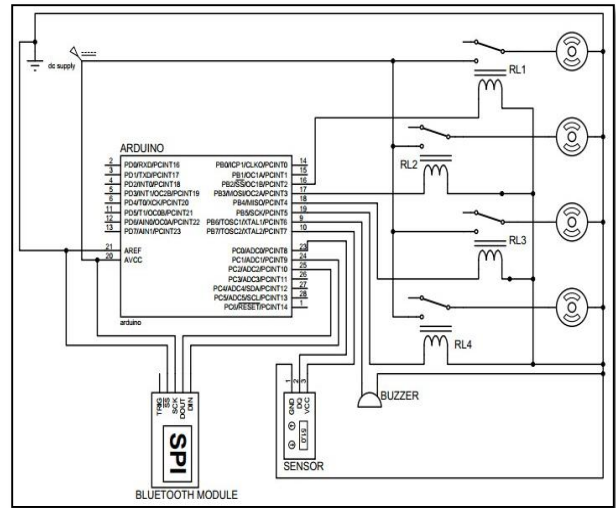 dc supply
ARDUINO
2 PD0/RXD/PCINT16 PB0/ICP1/CLKO/PCINT0 14
3 PD1/TXD/PCINT17 PB1/OC1A/PCINT1 15
4 PD2/INT0/PCINT18 PB2/SS/OC1B/PCINT2 16
5 PD3/INT1/OC2B/PCINT19 PB3/MOSI/OC2A/PCINT3 17
6 PD4/T0/XCK/PCINT20 PB4/MISO/PCINT4 18
11 PD5/T1/OC0B/PCINT21 PB5/SCK/PCINT5 19
12 PD6/AIN0/OC0A/PCINT22 PB6/TOSC1/XTAL1/PCINT6 9
13 PD7/AIN1/PCINT23 PB7/TOSC2/XTAL2/PCINT7 10
21 AREF PC0/ADC0/PCINT8 23
20 AVCC PC1/ADC1/PCINT9 24
PC2/ADC2/PCINT10 25
PC3/ADC3/PCINT11 26
PC4/ADC4/SDA/PCINT12 27
PC5/ADC5/SCL/PCINT13 28
PC6/RESET/PCINT14 1
arduino
RL1
RL2
RL3
RL4
TRIG
SS
SCK
DOUT
DIN
SPI
BLUETOOTH MODULE
1 2 3
GND
DQ
VCC
51.0
SENSOR
BUZZER